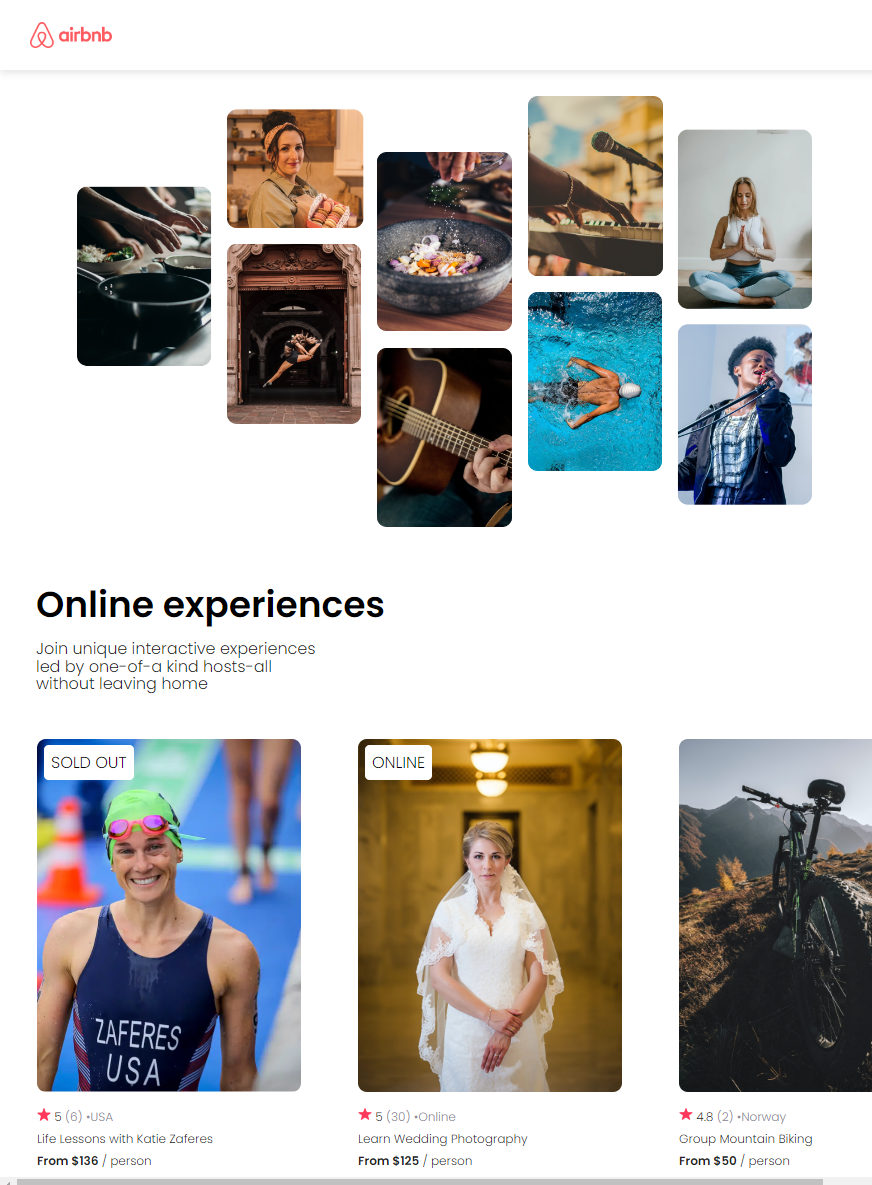 airbnb
Online experiences
Join unique interactive experiences
led by one-of-a kind hosts-all
without leaving home
SOLD OUT
ZAFERES
USA
5 (6) •USA
Life Lessons with Katie Zaferes
From $136 / person
ONLINE
5 (30) •Online
Learn Wedding Photography
From $125 / person
4.8 (2) •Norway
Group Mountain Biking
From $50 / person